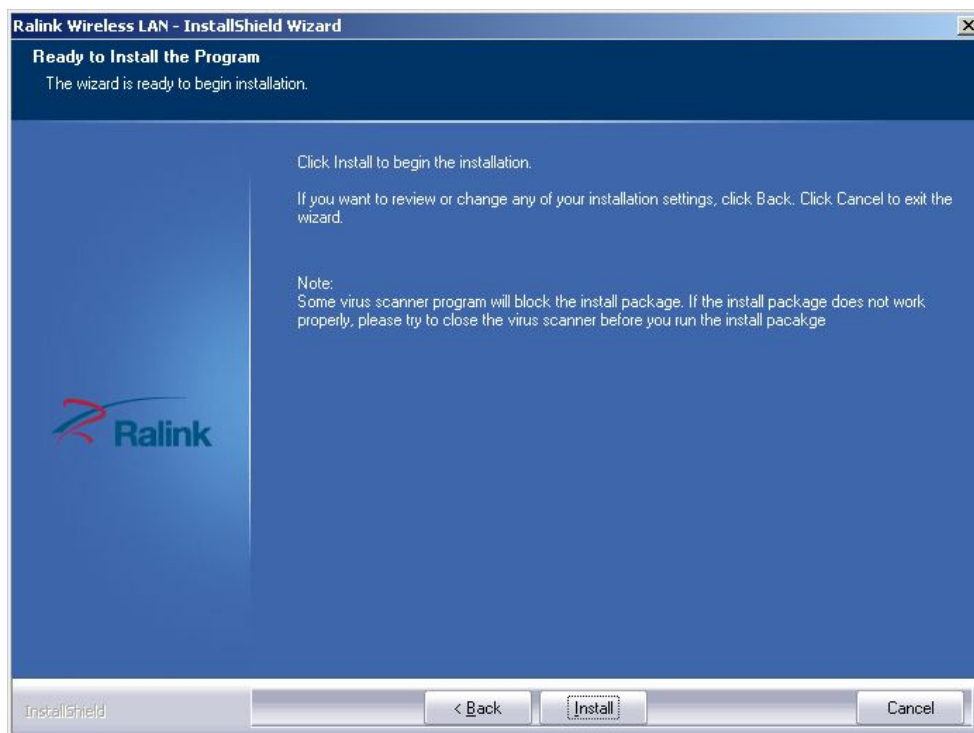 Ralink Wireless LAN - InstallShield Wizard
Ready to Install the Program
The wizard is ready to begin installation.
Click Install to begin the installation.
If you want to review or change any of your installation settings, click Back. Click Cancel to exit the
wizard.
Note:
Some virus scanner program will block the install package. If the install package does not work
properly, please try to close the virus scanner before you run the install pacakge
Ralink
InstallShield
< Back
Install
Cancel